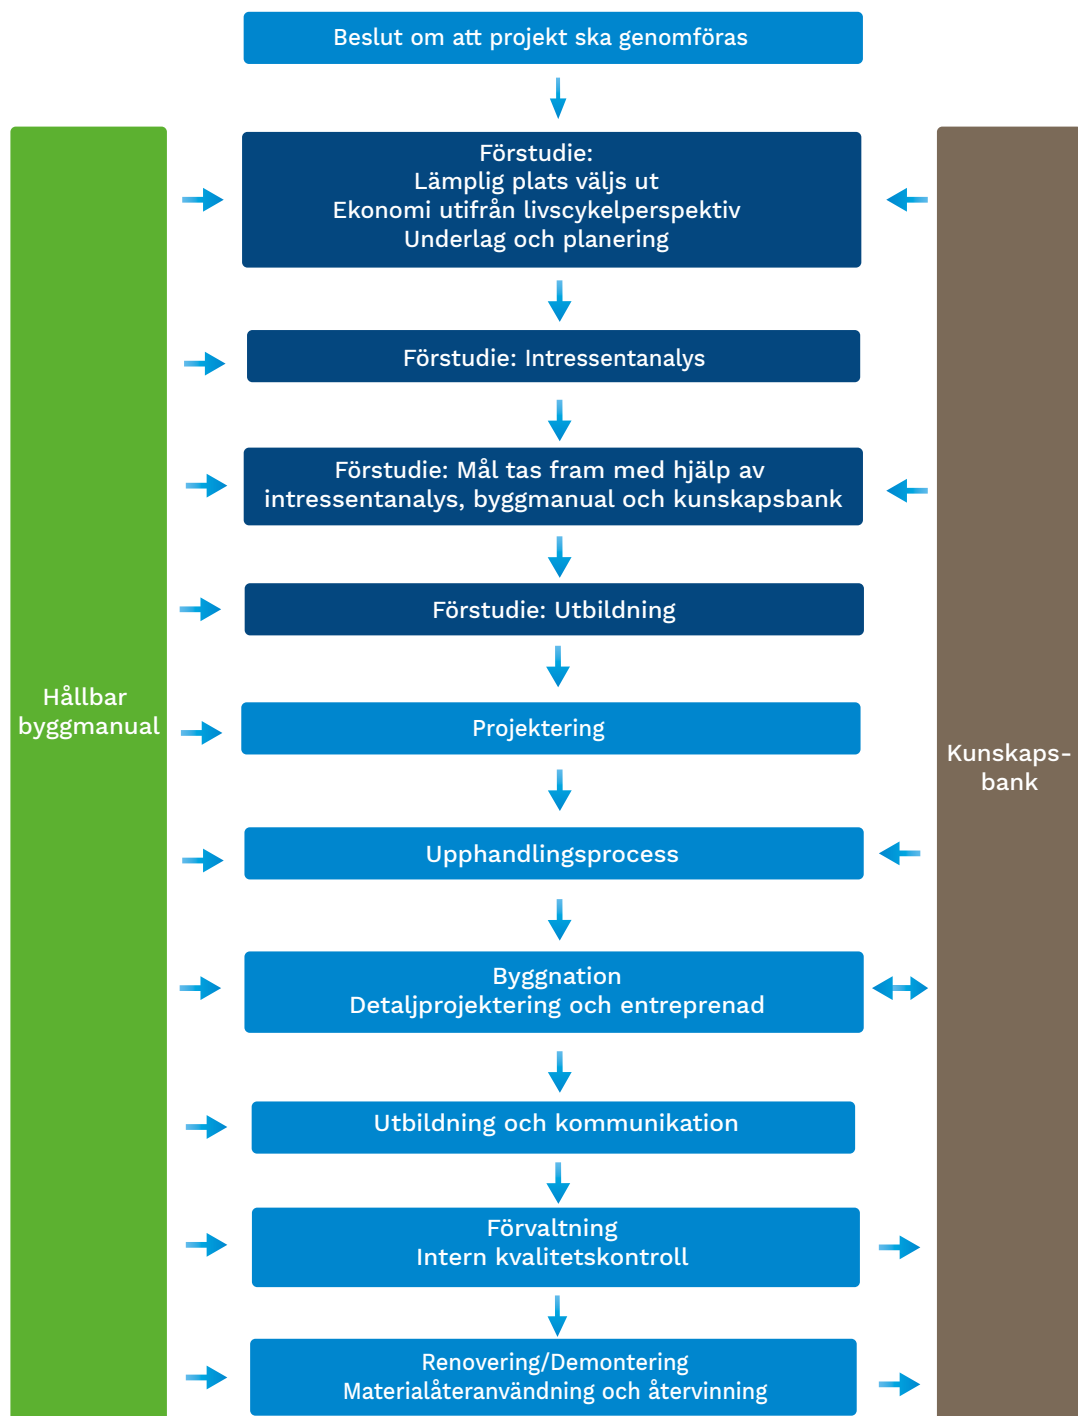 Beslut om att projekt ska genomföras
Förstudie:
Lämplig plats väljs ut
Ekonomi utifrån livscykelperspektiv
Underlag och planering
Förstudie: Intressentanalys
Förstudie: Mål tas fram med hjälp av
intressentanalys, byggmanual och kunskapsbank
Förstudie: Utbildning
Hållbar
byggmanual
Projektering
Kunskaps-
bank
Upphandlingsprocess
Byggnation
Detaljprojektering och entreprenad
Utbildning och kommunikation
Förvaltning
Intern kvalitetskontroll
Renovering/Demontering
Materialåteranvändning och återvinning